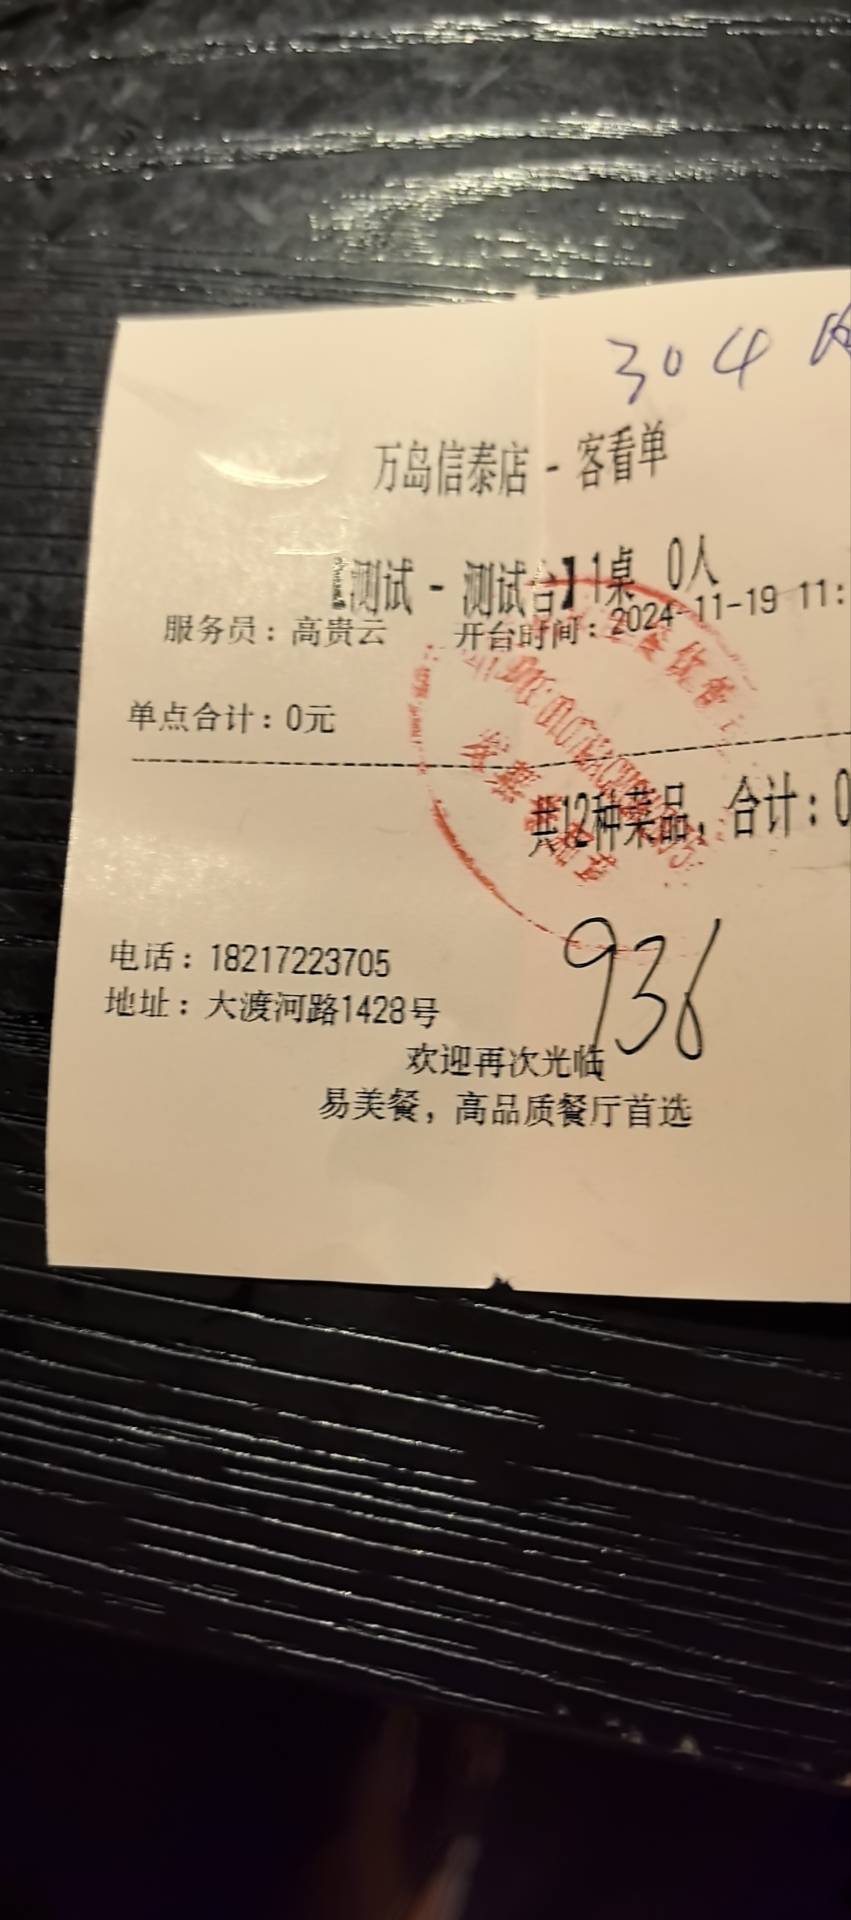 304
万岛信泰店 - 客看单
【测试 - 测试台】1桌 0人
服务员：高贵云 开台时间：2024-11-19 11:
单点合计：0元
共12种菜品，合计：0
936
电话：18217223705
地址：大渡河路1428号
欢迎再次光临
易美餐，高品质餐厅首选